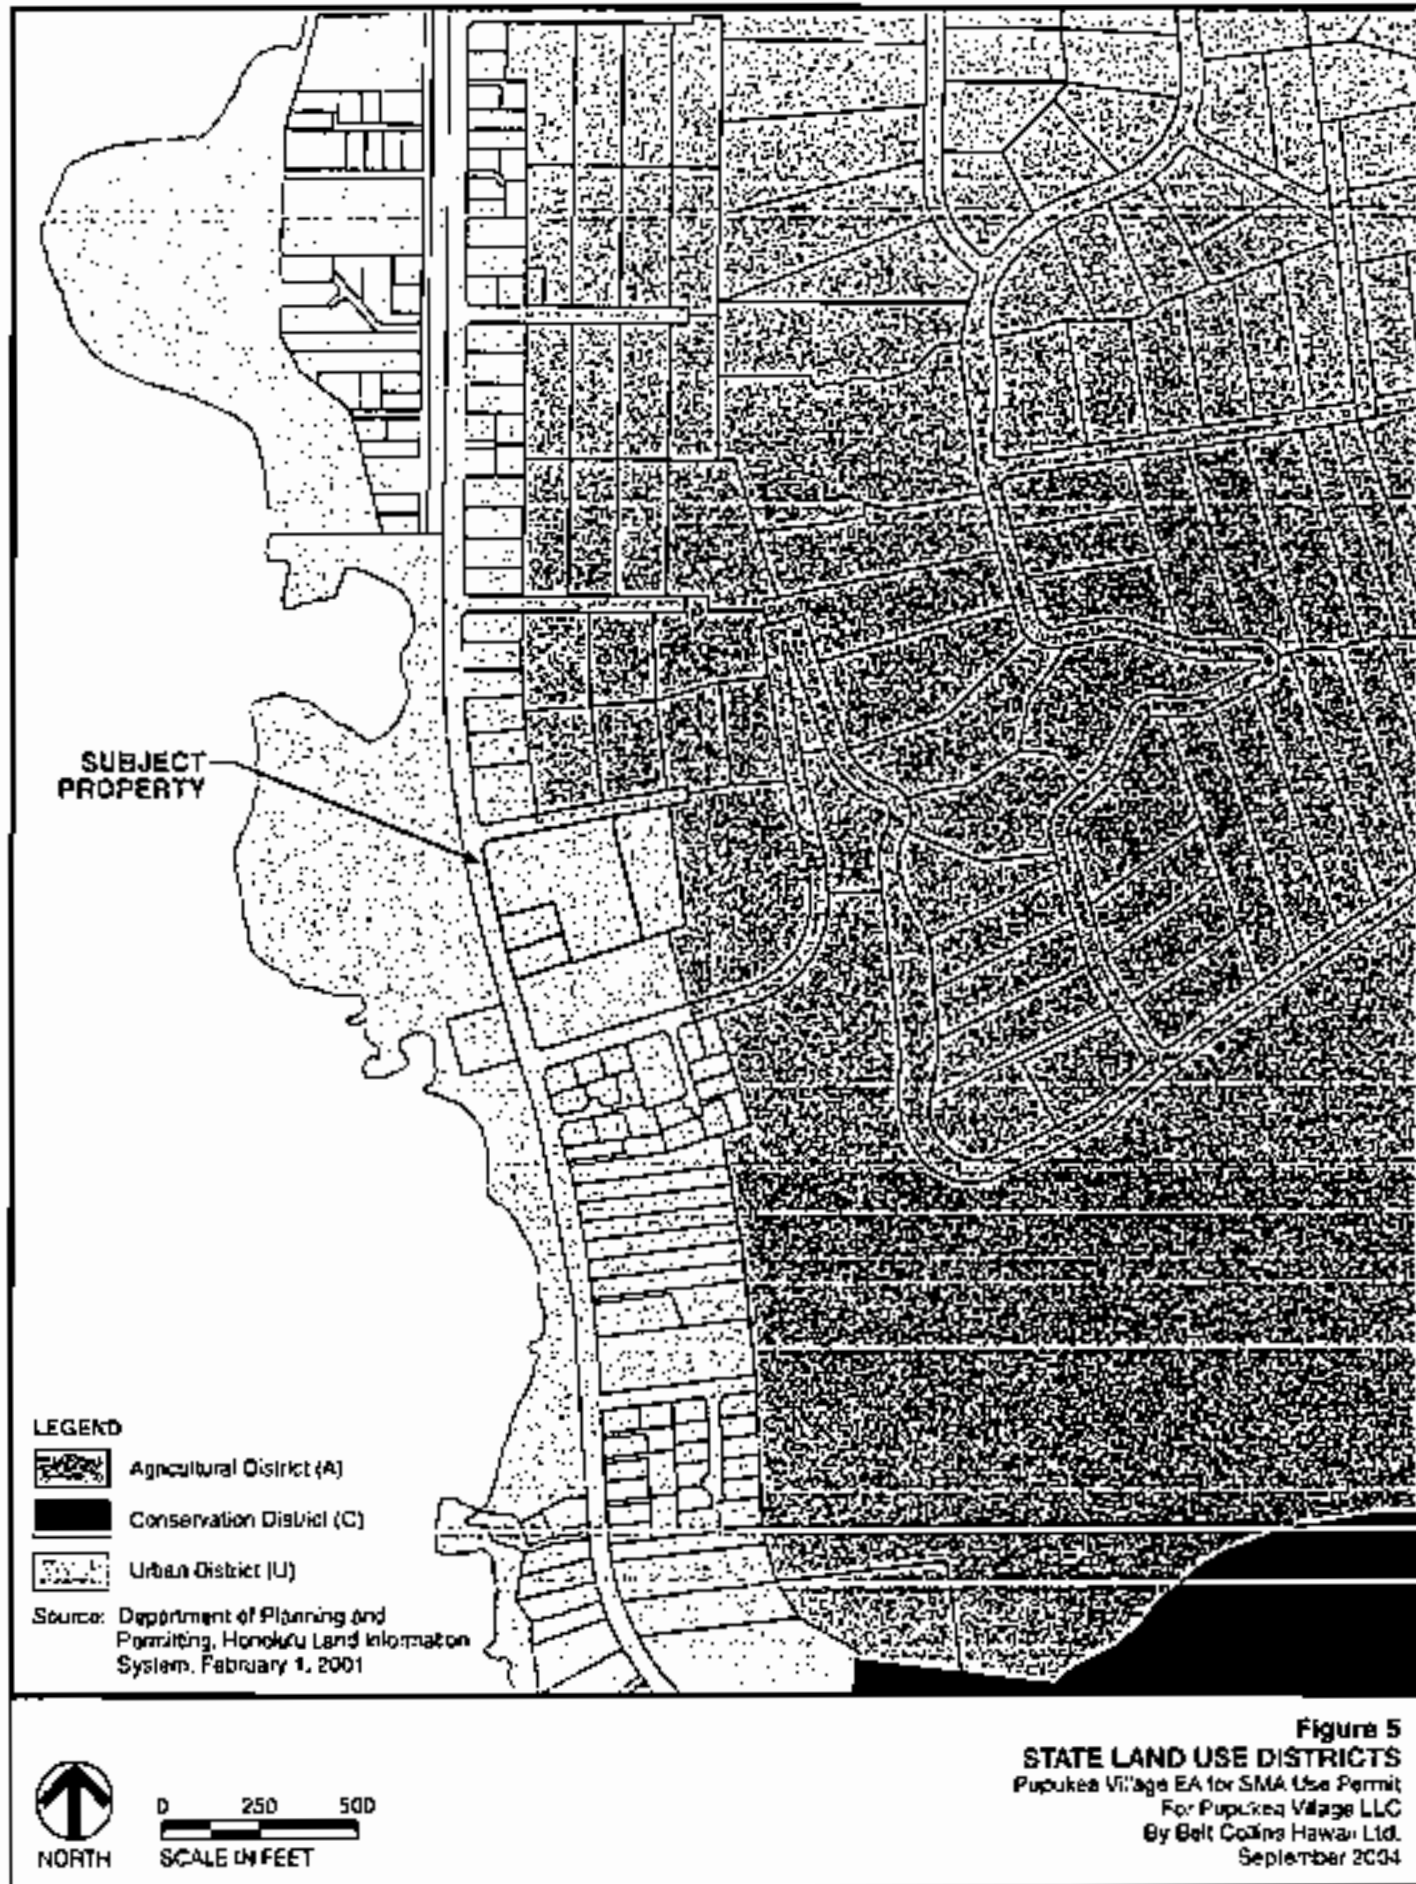 SUBJECT
PROPERTY
LEGEND
Agricultural District (A)
Conservation District (C)
Urban District (U)
Source: Department of Planning and
Permitting, Honolulu Land Information
System, February 1, 2001
Figure 5
STATE LAND USE DISTRICTS
Pupukea Village EA for SMA Use Permit
For Pupukea Village LLC
By Belt Collins Hawaii Ltd.
September 2004
NORTH
0 250 500
SCALE IN FEET